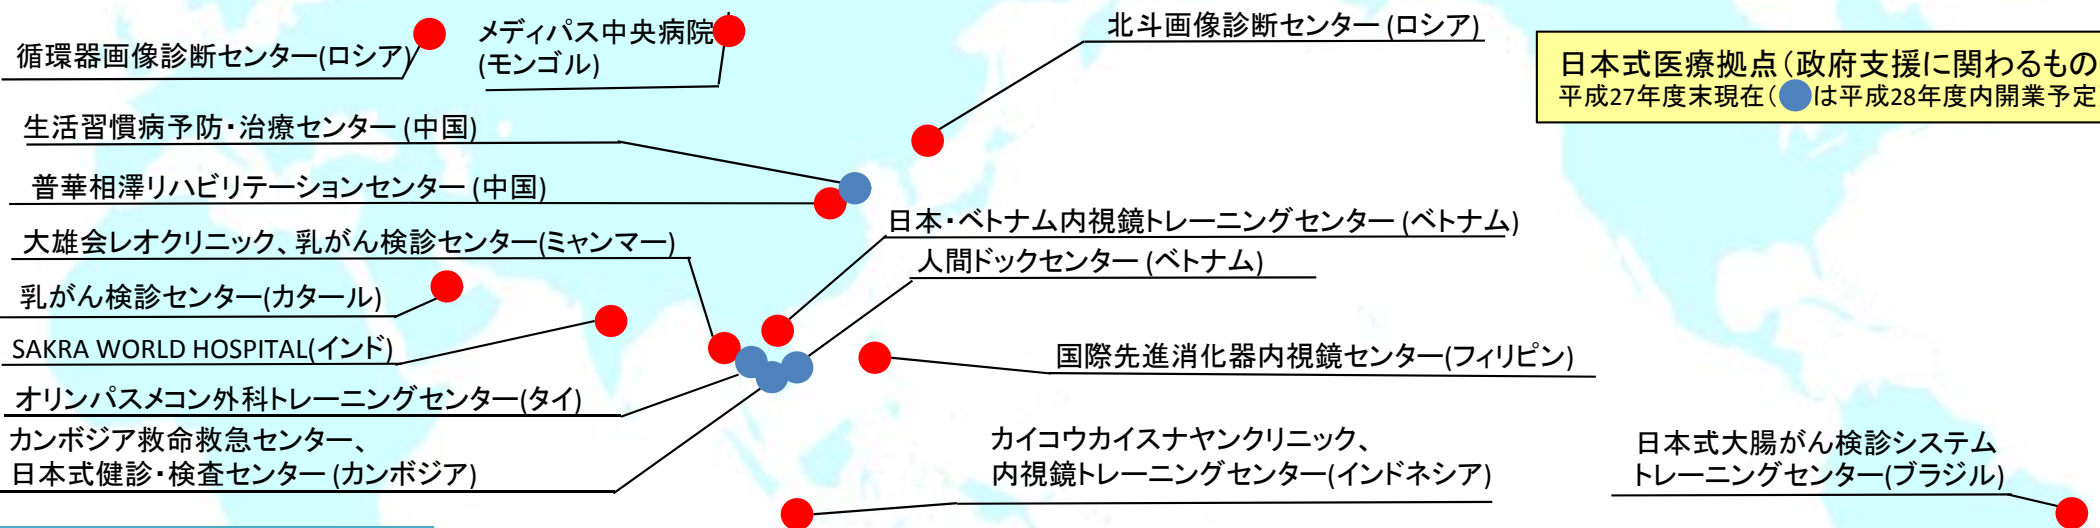 循環器画像診断センター(ロシア)
メディパス中央病院
(モンゴル)
北斗画像診断センター (ロシア)
日本式医療拠点(政府支援に関わるもの
平成27年度末現在( は平成28年度内開業予定
生活習慣病予防・治療センター (中国)
普華相澤リハビリテーションセンター (中国)
大雄会レオクリニック、乳がん検診センター(ミャンマー)
乳がん検診センター(カタール)
SAKRA WORLD HOSPITAL(インド)
オリンパスメコン外科トレーニングセンター(タイ)
カンボジア救命救急センター、
日本式健診・検査センター (カンボジア)
日本・ベトナム内視鏡トレーニングセンター (ベトナム)
人間ドックセンター (ベトナム)
国際先進消化器内視鏡センター(フィリピン)
カイコウカイスナヤンクリニック、
内視鏡トレーニングセンター(インドネシア)
日本式大腸がん検診システム
トレーニングセンター(ブラジル)